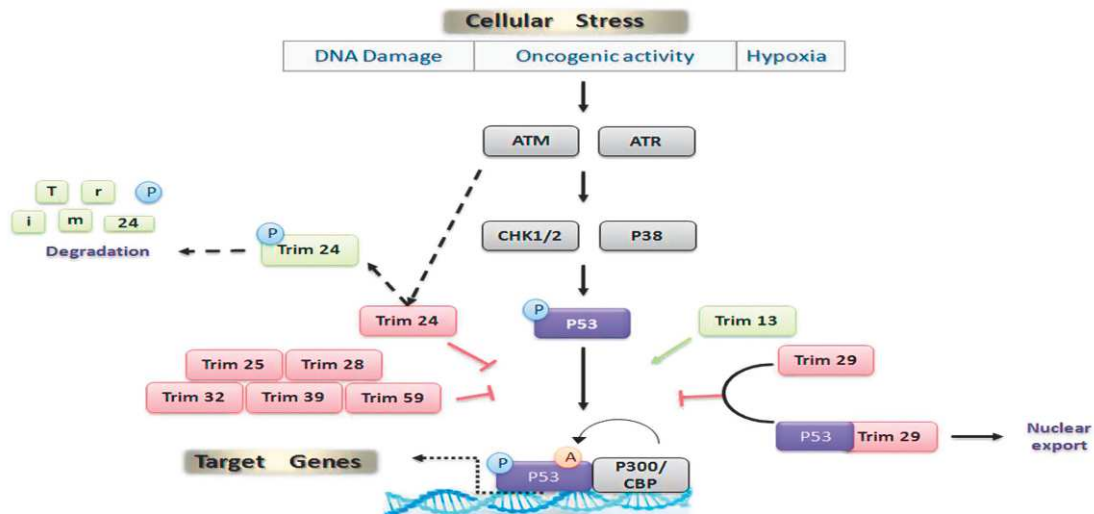 Cellular Stress
DNA Damage Oncogenic activity Hypoxia
ATM ATR
T r P
i m 24
Degradation
P
Trim 24
CHK1/2 P38
Trim 24
P
P53
Trim 13
Trim 25 Trim 28
Trim 32 Trim 39 Trim 59
Trim 29
P53 Trim 29
Nuclear
export
Target Genes
P
P53
A
P300/
CBP